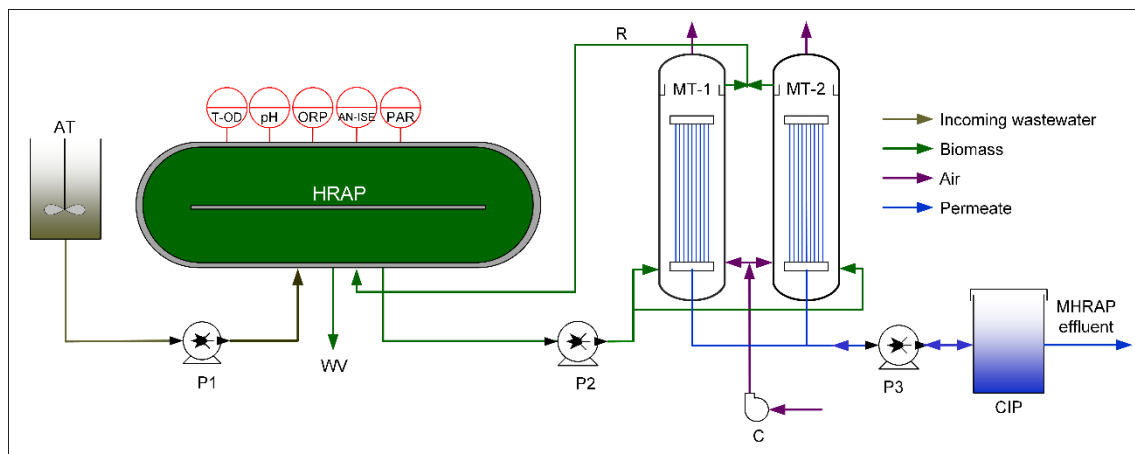 R
AT
T-OD
pH
ORP
AN-ISE
PAR
HRAP
MT-1
MT-2
Incoming wastewater
Biomass
Air
Permeate
P1
WV
P2
C
P3
CIP
MHRAP
effluent